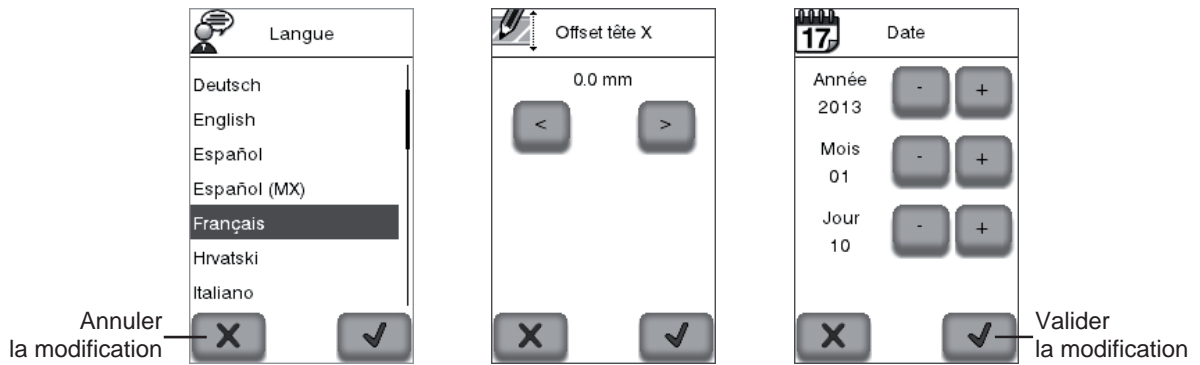 Langue
Deutsch
English
Español
Español (MX)
Français
Hrvatski
Italiano
Annuler
la modification
Offset tête X
0.0 mm
<
>
17
Date
Année
2013
-
+
Mois
01
-
+
Jour
10
-
+
Valider
la modification